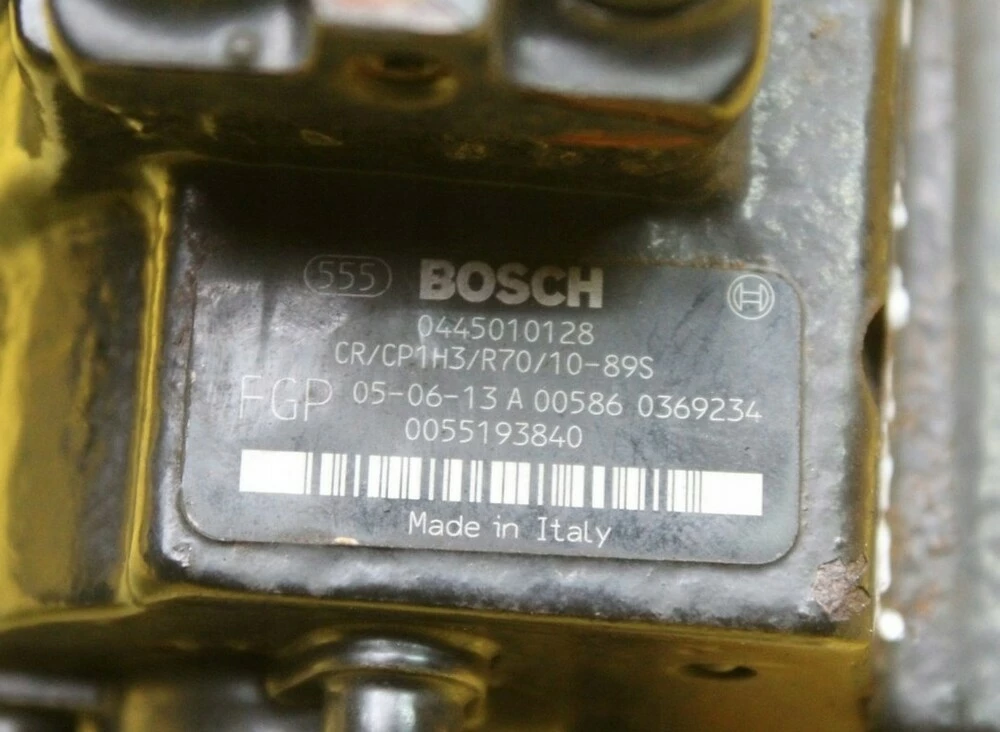 555 BOSCH
0445010128
CR/CP1H3/R70/10-89S
FGP 05-06-13 A 00586 0369234
0055193840
Made in Italy